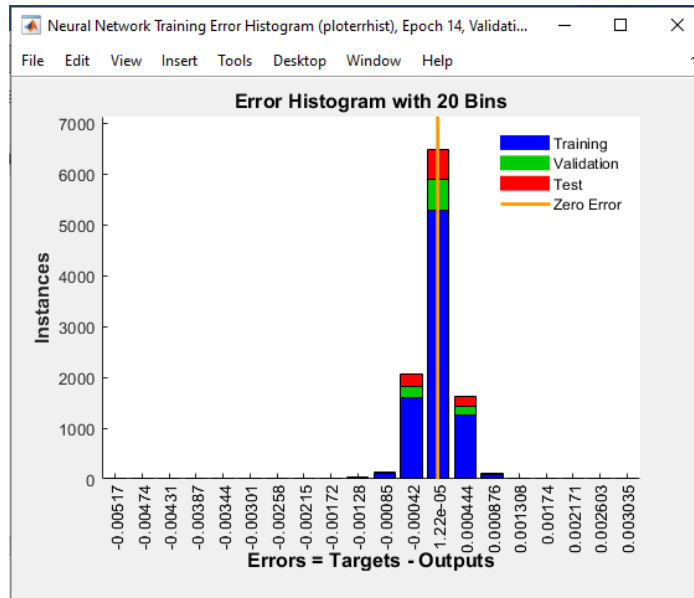 Neural Network Training Error Histogram (ploterrhist), Epoch 14, Validati...
File Edit View Insert Tools Desktop Window Help
Error Histogram with 20 Bins
7000
6000
5000
4000
3000
2000
1000
0
Instances
Training
Validation
Test
Zero Error
-0.00517
-0.00474
-0.00431
-0.00387
-0.00344
-0.00301
-0.00258
-0.00215
-0.00172
-0.00128
-0.00085
-0.00042
1.22e-05
0.000444
0.000876
0.001308
0.00174
0.002171
0.002603
0.003035
Errors = Targets - Outputs